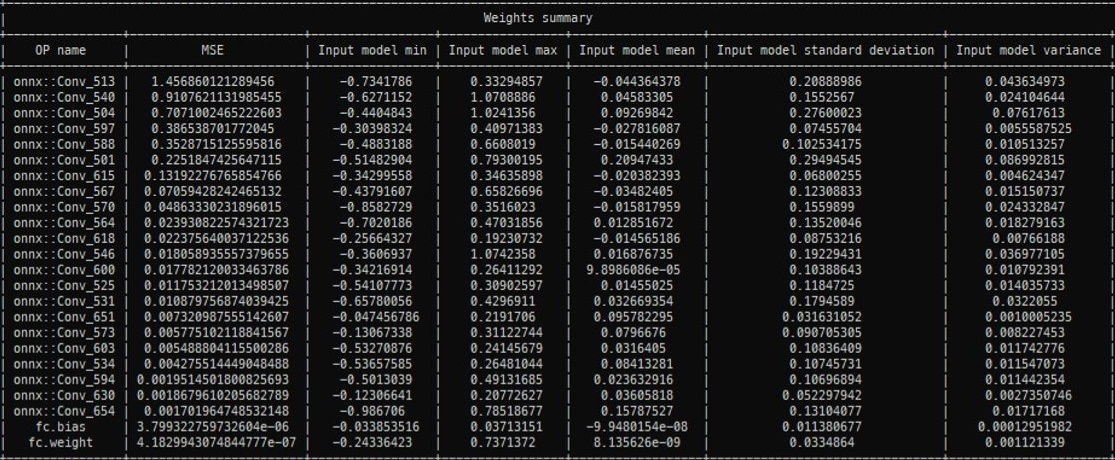 Weights summary
OP name | MSE | Input model min | Input model max | Input model mean | Input model standard deviation | Input model variance
onnx::Conv_513 | 1.456860121289456 | -0.7341786 | 0.33294857 | -0.044364378 | 0.20888986 | 0.043634973
onnx::Conv_540 | 0.9107621131985455 | -0.6271152 | 1.0708886 | 0.04583305 | 0.1552567 | 0.024104644
onnx::Conv_504 | 0.7071002465222603 | -0.4404843 | 1.0241356 | 0.09269842 | 0.27600023 | 0.07617613
onnx::Conv_597 | 0.386538701772045 | -0.30398324 | 0.40971383 | -0.027816087 | 0.07455704 | 0.0055587525
onnx::Conv_588 | 0.3528715125595816 | -0.4883188 | 0.6608019 | -0.015440269 | 0.102534175 | 0.010513257
onnx::Conv_501 | 0.2251847425647115 | -0.51482904 | 0.79300195 | 0.20947433 | 0.29494545 | 0.086992815
onnx::Conv_615 | 0.1319227676585​4766 | -0.34299558 | 0.34635898 | -0.020382393 | 0.06800255 | 0.004624347
onnx::Conv_567 | 0.07059428242465132 | -0.43791607 | 0.65826696 | -0.03482405 | 0.12308833 | 0.015150737
onnx::Conv_570 | 0.04863330231896015 | -0.8582729 | 0.3516023 | -0.015817959 | 0.1559899 | 0.024332847
onnx::Conv_564 | 0.023930822574321723 | -0.7020186 | 0.47031856 | 0.012851672 | 0.13520046 | 0.018279163
onnx::Conv_618 | 0.022375640037122536 | -0.25664327 | 0.19230732 | -0.014565186 | 0.08753216 | 0.00766188
onnx::Conv_546 | 0.018058935557379655 | -0.3606937 | 1.0742358 | 0.016876735 | 0.19229431 | 0.036977105
onnx::Conv_600 | 0.017782120033463786 | -0.34216914 | 0.26411292 | 9.8986086e-05 | 0.10388643 | 0.010792391
onnx::Conv_525 | 0.011753212013498507 | -0.54107773 | 0.30902597 | 0.01455025 | 0.1184725 | 0.014035733
onnx::Conv_531 | 0.010879756874039425 | -0.65780056 | 0.4296911 | 0.032669354 | 0.1794589 | 0.0322055
onnx::Conv_651 | 0.007320987555142607 | -0.047456786 | 0.2191706 | 0.095782295 | 0.031631052 | 0.0010005235
onnx::Conv_573 | 0.005775102118841567 | -0.13067338 | 0.31122744 | 0.0796676 | 0.090705305 | 0.008227453
onnx::Conv_603 | 0.005488804115500286 | -0.53270876 | 0.24145679 | 0.0316405 | 0.10836409 | 0.011742776
onnx::Conv_534 | 0.004275514449048488 | -0.53657585 | 0.26481044 | 0.08413281 | 0.10745731 | 0.011547073
onnx::Conv_594 | 0.0019514501800825693 | -0.5013039 | 0.49131685 | 0.023632916 | 0.10696894 | 0.011442354
onnx::Conv_630 | 0.0018679610205682789 | -0.12306641 | 0.20772627 | 0.03605818 | 0.052297942 | 0.0027350746
onnx::Conv_654 | 0.001701964748532148 | -0.986706 | 0.78518677 | 0.15787527 | 0.13104077 | 0.01717168
fc.bias | 3.799322759732604e-06 | -0.033853516 | 0.03713151 | -9.9480154e-08 | 0.011380677 | 0.00012951982
fc.weight | 4.1829943074844777e-07 | -0.24336423 | 0.7371372 | 8.135626e-09 | 0.0334864 | 0.001121339